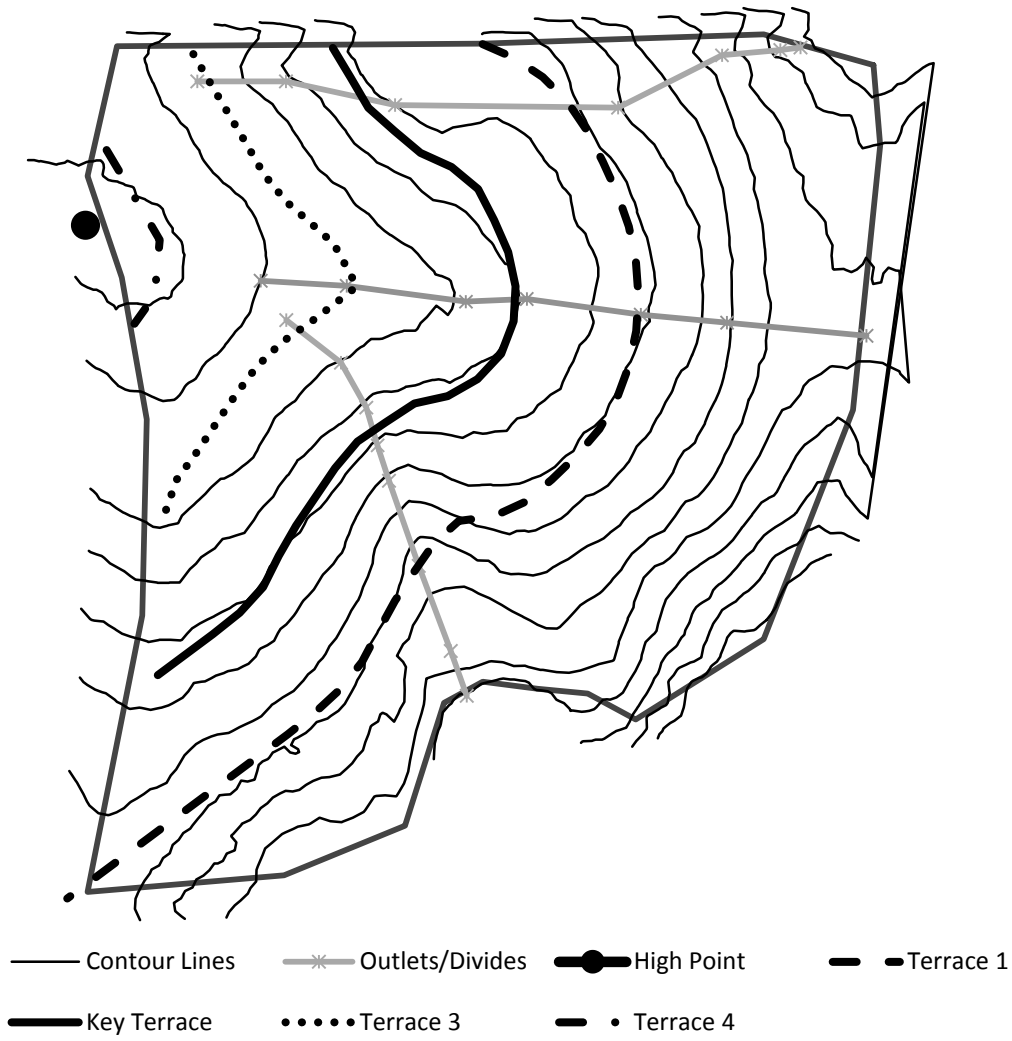 Contour Lines
Outlets/Divides
High Point
Terrace 1
Key Terrace
Terrace 3
Terrace 4